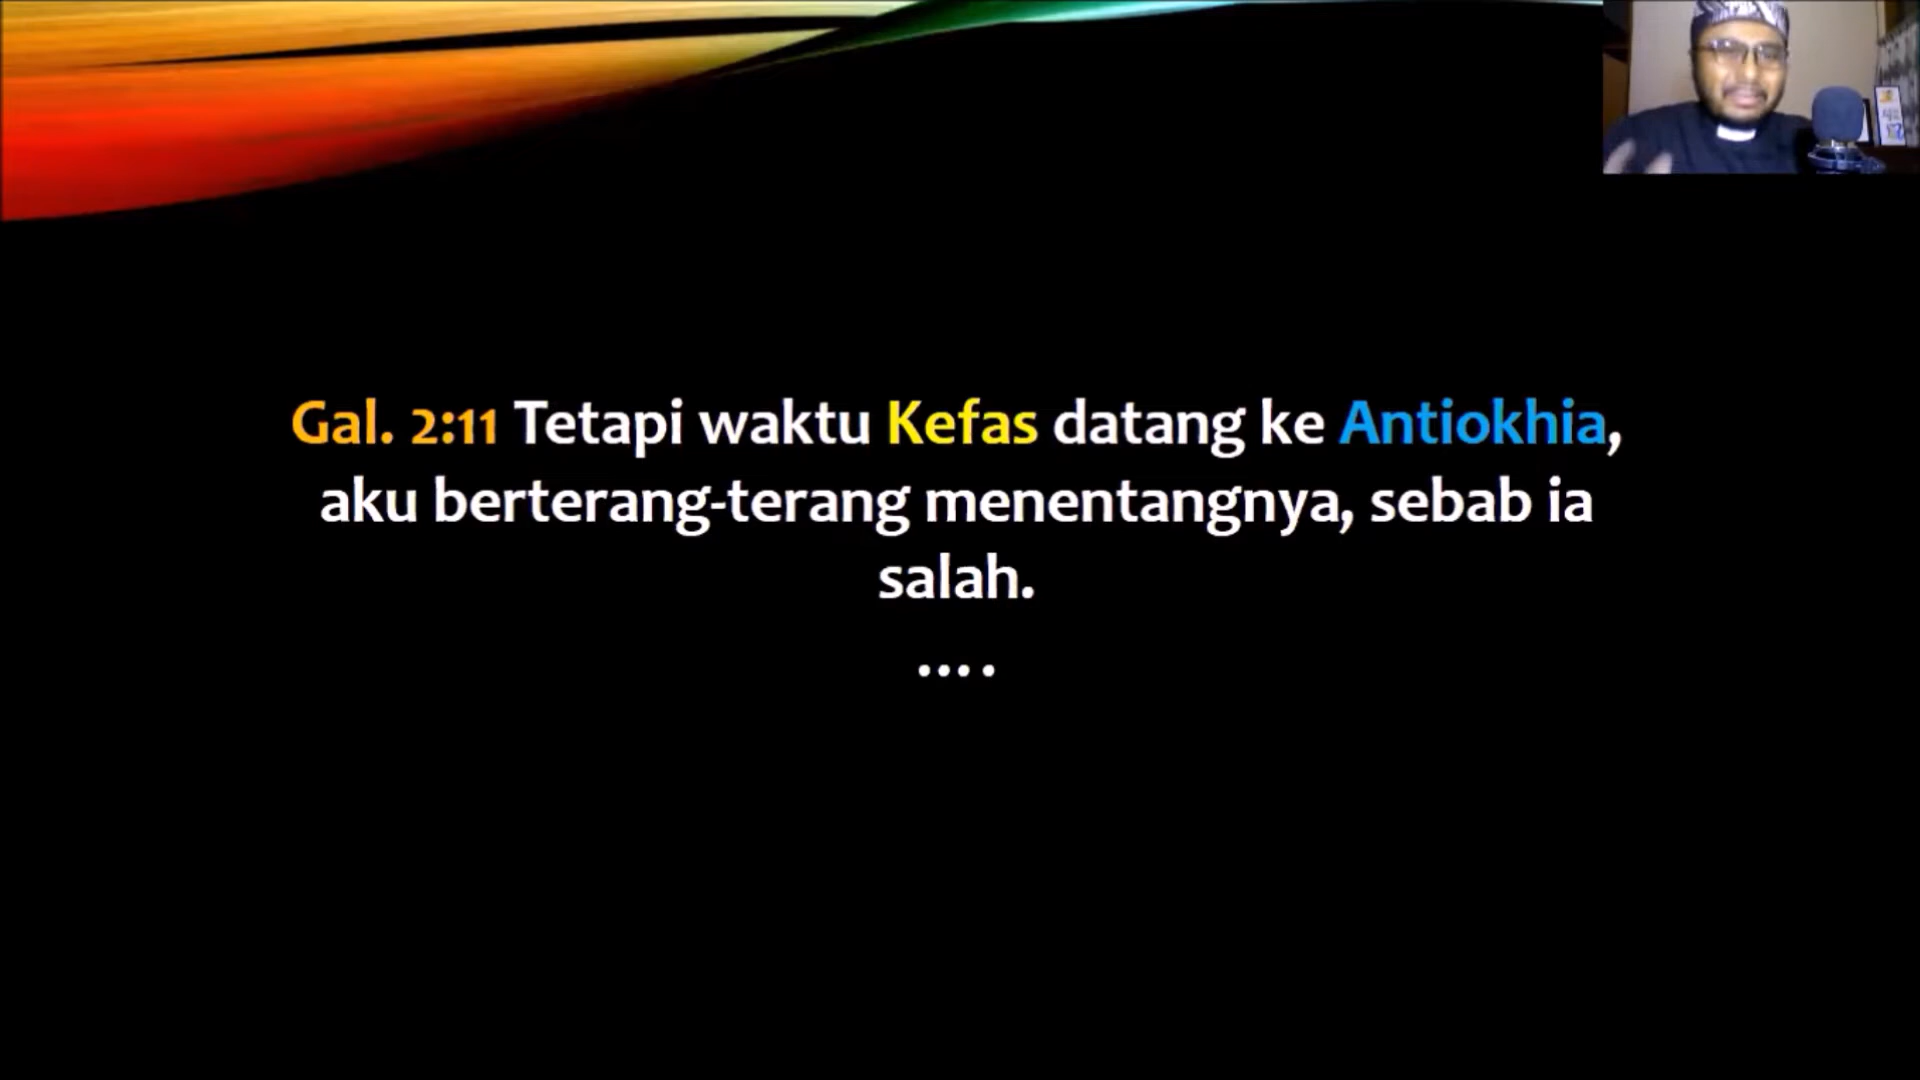 Gal. 2:11 Tetapi waktu Kefas datang ke Antiokhia,
aku berterang-terang menentangnya, sebab ia
salah.
....